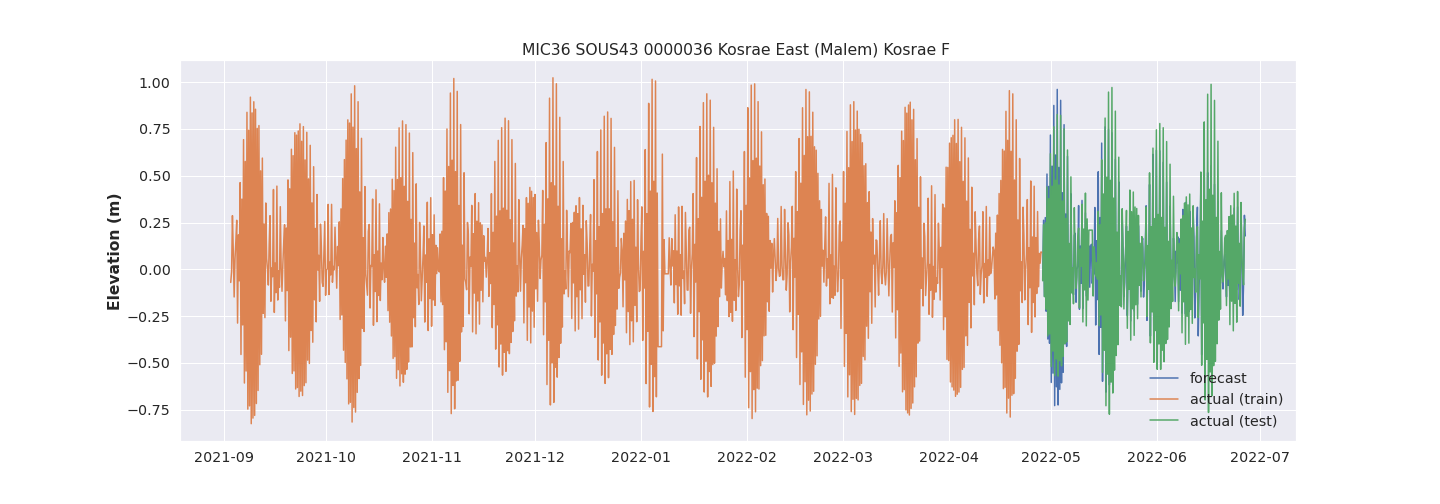 MIC36 SOUS43 0000036 Kosrae East (Malem) Kosrae F
Elevation (m)
1.00
0.75
0.50
0.25
0.00
−0.25
−0.50
−0.75
2021-09 2021-10 2021-11 2021-12 2022-01 2022-02 2022-03 2022-04 2022-05 2022-06 2022-07
forecast
actual (train)
actual (test)